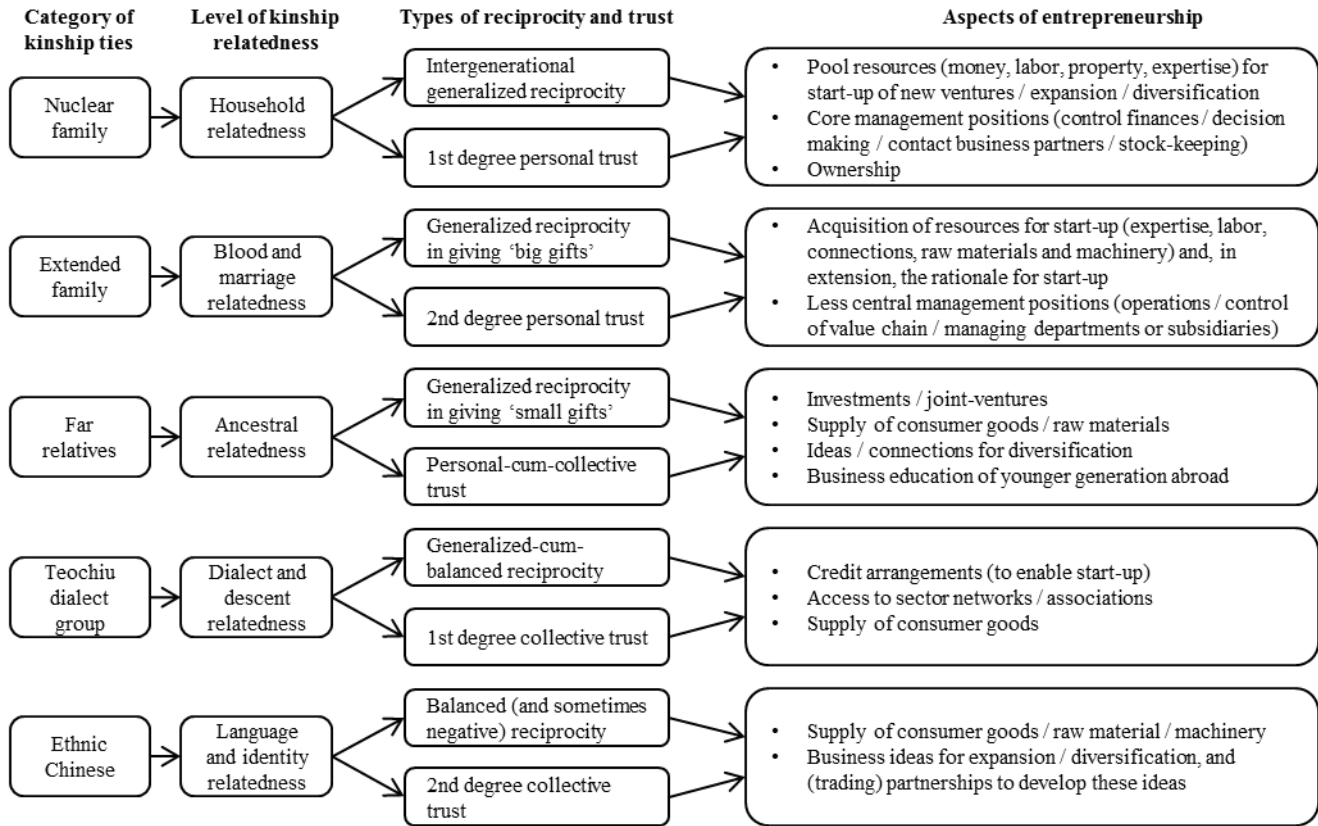 Category of
kinship ties
Level of kinship
relatedness
Types of reciprocity and trust
Aspects of entrepreneurship
Nuclear
family
Household
relatedness
Intergenerational
generalized reciprocity
1st degree personal trust
• Pool resources (money, labor, property, expertise) for
start-up of new ventures / expansion / diversification
• Core management positions (control finances / decision
making / contact business partners / stock-keeping)
• Ownership
Extended
family
Blood and
marriage
relatedness
Generalized reciprocity
in giving ‘big gifts’
2nd degree personal trust
• Acquisition of resources for start-up (expertise, labor,
connections, raw materials and machinery) and, in
extension, the rationale for start-up
• Less central management positions (operations / control
of value chain / managing departments or subsidiaries)
Far
relatives
Ancestral
relatedness
Generalized reciprocity
in giving ‘small gifts’
Personal-cum-collective
trust
• Investments / joint-ventures
• Supply of consumer goods / raw materials
• Ideas / connections for diversification
• Business education of younger generation abroad
Teochiu
dialect
group
Dialect and
descent
relatedness
Generalized-cum-
balanced reciprocity
1st degree collective trust
• Credit arrangements (to enable start-up)
• Access to sector networks / associations
• Supply of consumer goods
Ethnic
Chinese
Language
and identity
relatedness
Balanced (and sometimes
negative) reciprocity
2nd degree collective
trust
• Supply of consumer goods / raw material / machinery
• Business ideas for expansion / diversification, and
(trading) partnerships to develop these ideas